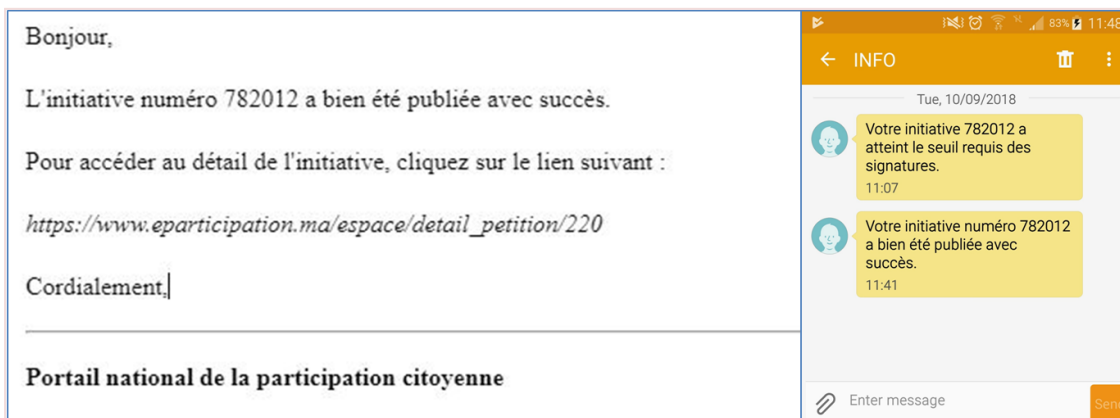 Bonjour,
L'initiative numéro 782012 a bien été publiée avec succès.
Pour accéder au détail de l'initiative, cliquez sur le lien suivant :
https://www.eparticipation.ma/espace/detail_petition/220
Cordialement,
Portail national de la participation citoyenne
83% 11:48
INFO
Tue, 10/09/2018
Votre initiative 782012 a
atteint le seuil requis des
signatures.
11:07
Votre initiative numéro 782012
a bien été publiée avec
succès.
11:41
Enter message
Send